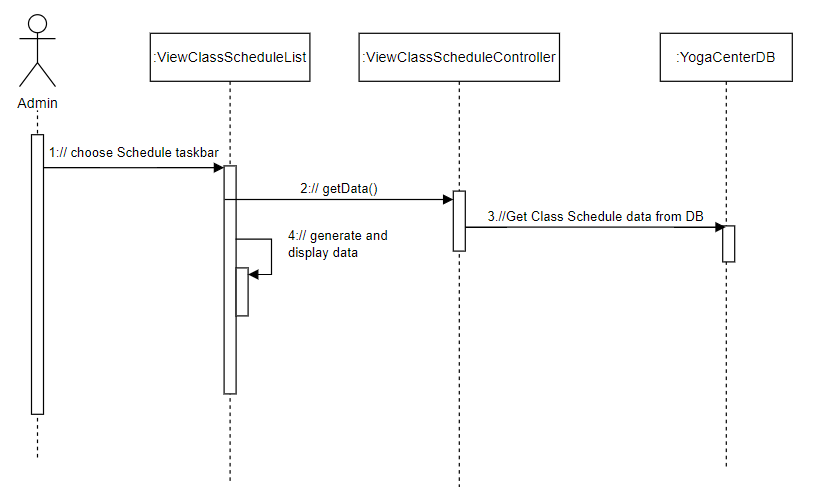 :ViewClassScheduleList
:ViewClassScheduleController
:YogaCenterDB
Admin
1:// choose Schedule taskbar
2:// getData()
3.//Get Class Schedule data from DB
4:// generate and
display data